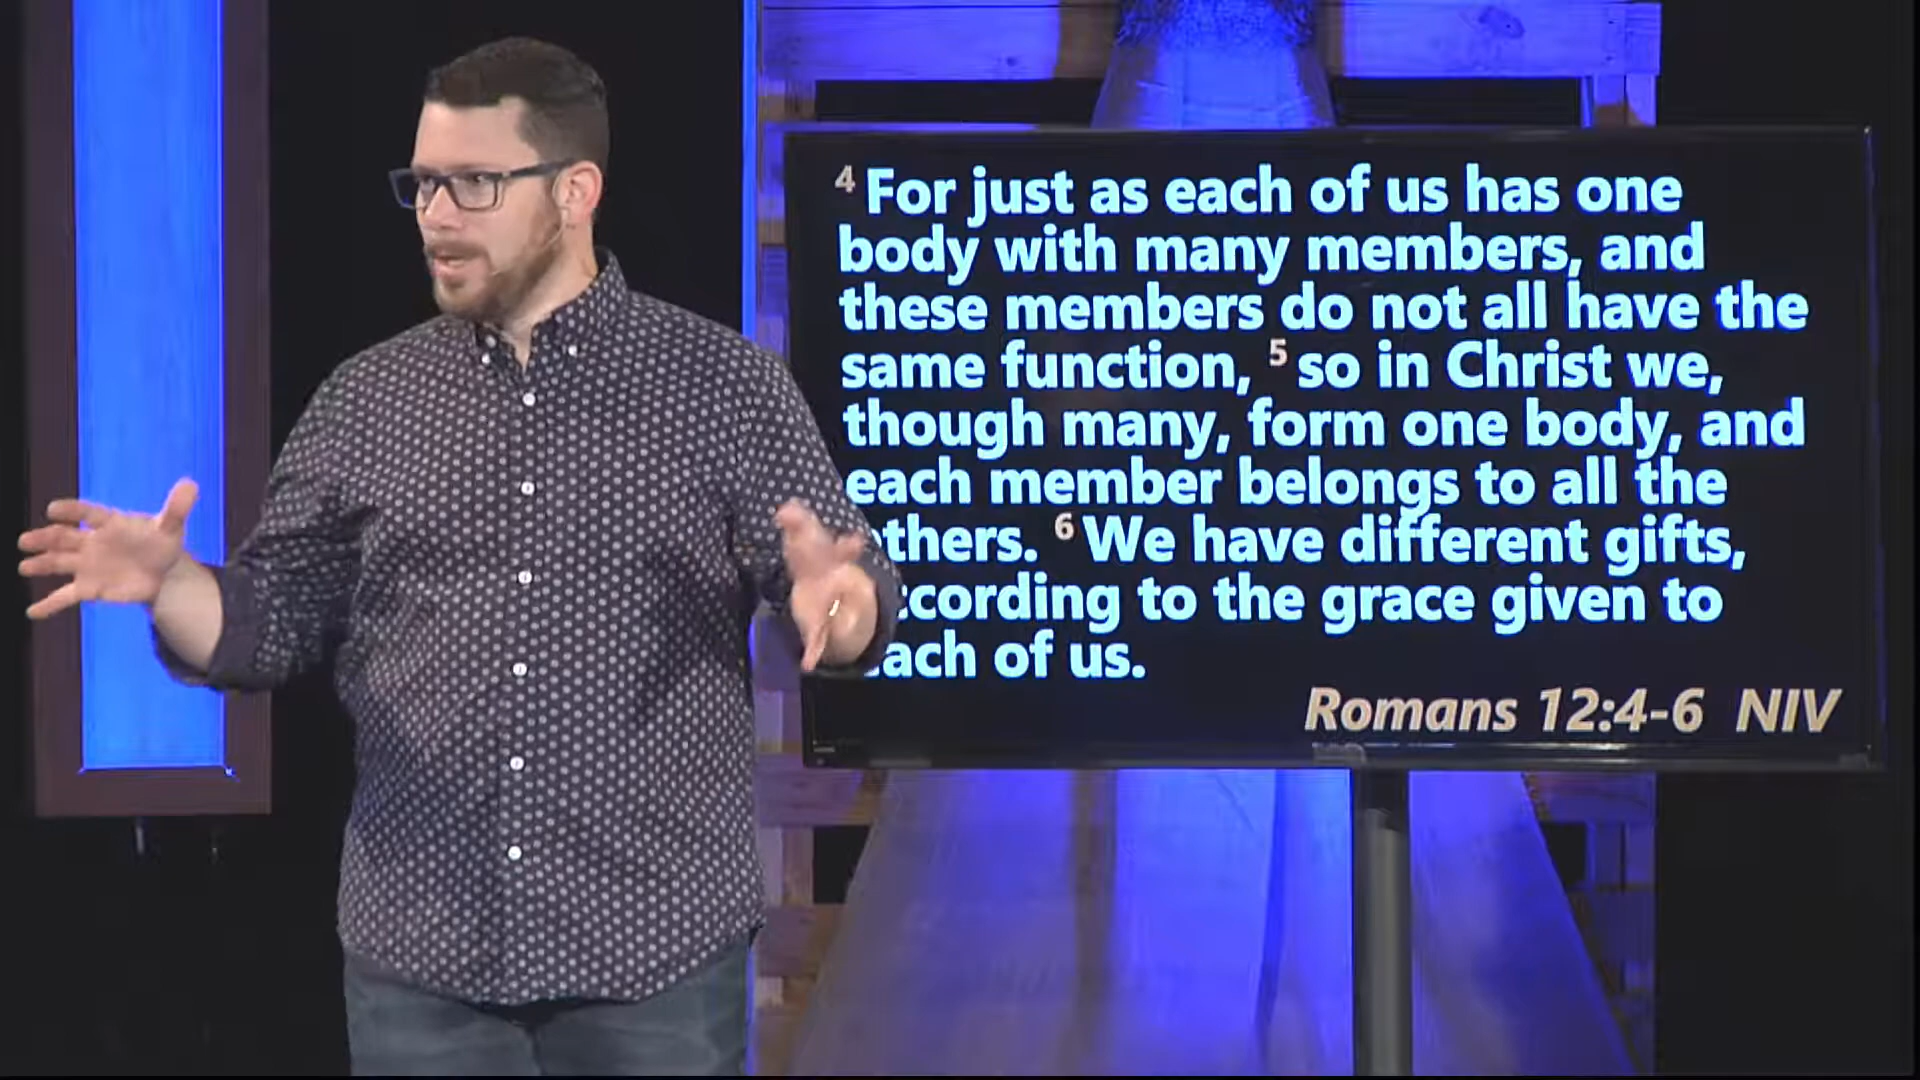 4 For just as each of us has one
body with many members, and
these members do not all have the
same function, 5 so in Christ we,
though many, form one body, and
each member belongs to all the
thers. 6 We have different gifts,
ccording to the grace given to
ach of us.
Romans 12:4-6 NIV